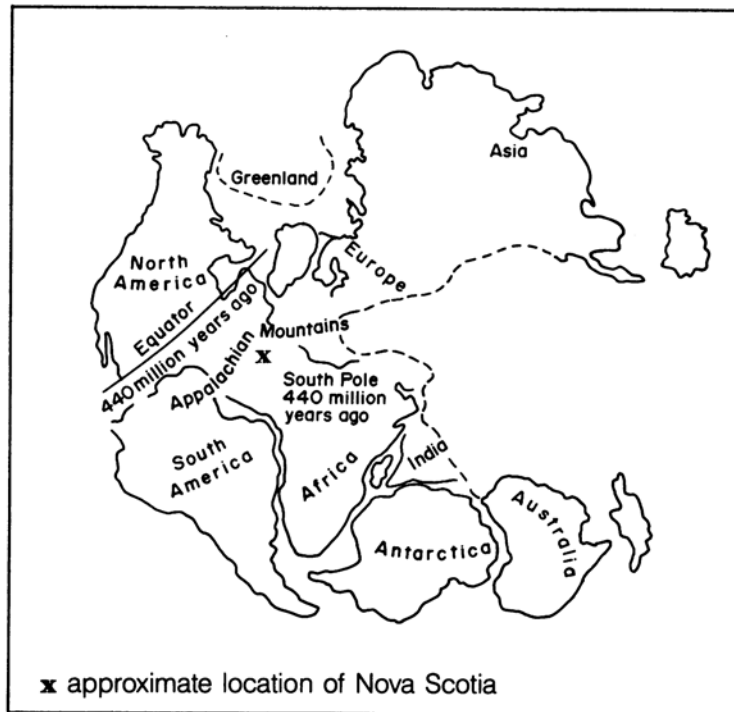 Asia
Greenland
Europe
North
America
Equator
440 million years ago
Appalachian
Mountains
x
South Pole
440 million
years ago
South
America
Africa
India
Australia
Antarctica
x approximate location of Nova Scotia